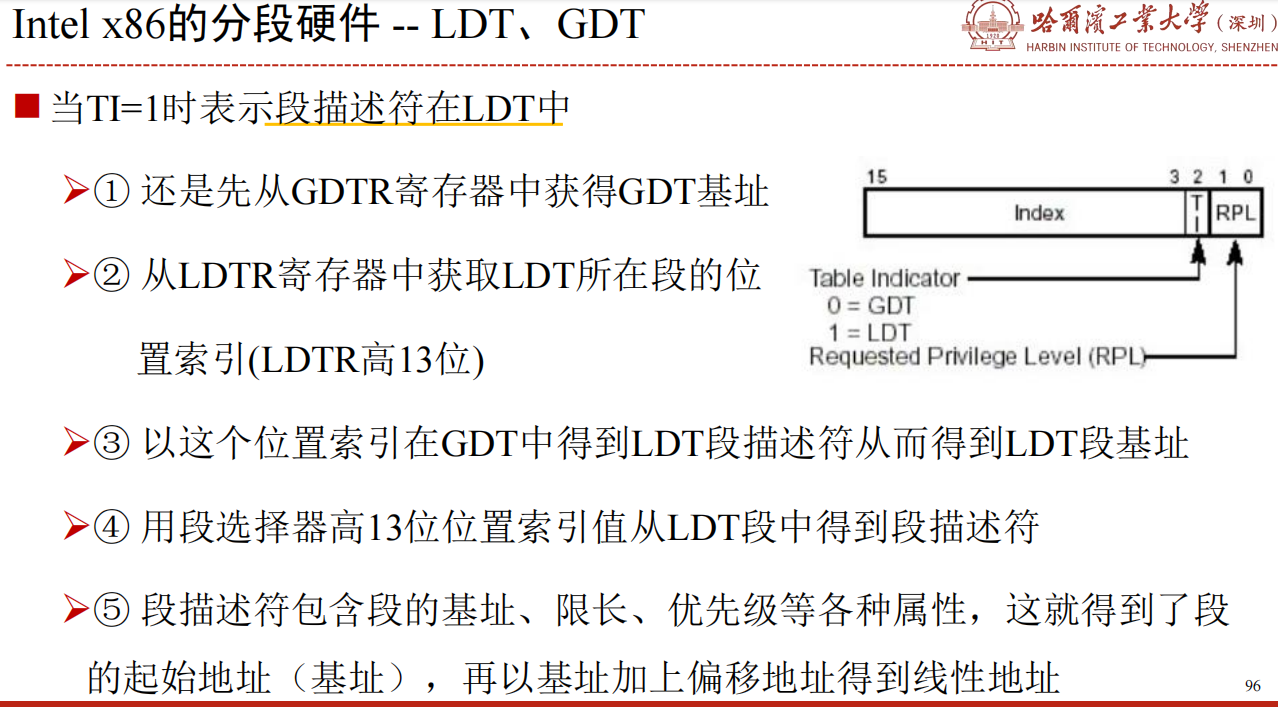 Intel x86的分段硬件 -- LDT、GDT
哈爾濱工業大學(深圳)
HARBIN INSTITUTE OF TECHNOLOGY, SHENZHEN
HIT
1920
当TI=1时表示段描述符在LDT中
① 还是先从GDTR寄存器中获得GDT基址
② 从LDTR寄存器中获取LDT所在段的位
置索引(LDTR高13位)
③ 以这个位置索引在GDT中得到LDT段描述符从而得到LDT段基址
④ 用段选择器高13位位置索引值从LDT段中得到段描述符
⑤ 段描述符包含段的基址、限长、优先级等各种属性，这就得到了段
的起始地址（基址），再以基址加上偏移地址得到线性地址
15 3 2 1 0
Index TI RPL
Table Indicator
0 = GDT
1 = LDT
Requested Privilege Level (RPL)
96